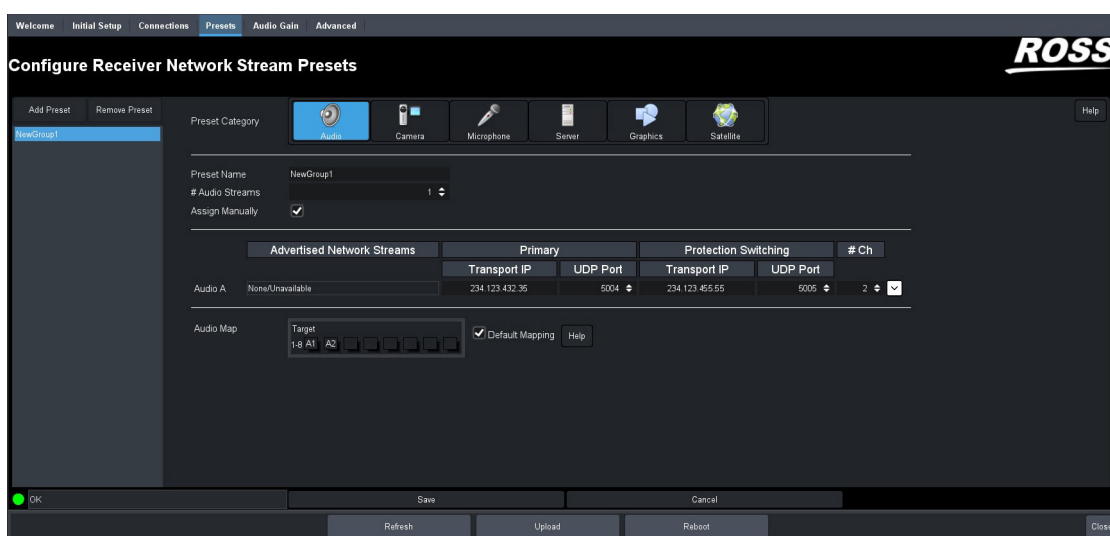 Welcome Initial Setup Connections Presets Audio Gain Advanced
ROSS
Configure Receiver Network Stream Presets
Add Preset Remove Preset
NewGroup1
Preset Category
Audio Camera Microphone Server Graphics Satellite
Help
Preset Name NewGroup1
# Audio Streams 1
Assign Manually
Advertised Network Streams Primary Protection Switching # Ch
Transport IP UDP Port Transport IP UDP Port
Audio A None/Unavailable 234.123.432.35 5004 234.123.455.55 5005 2
Audio Map
Target
1-8 A1 A2
Default Mapping Help
OK Save Cancel
Refresh Upload Reboot Close